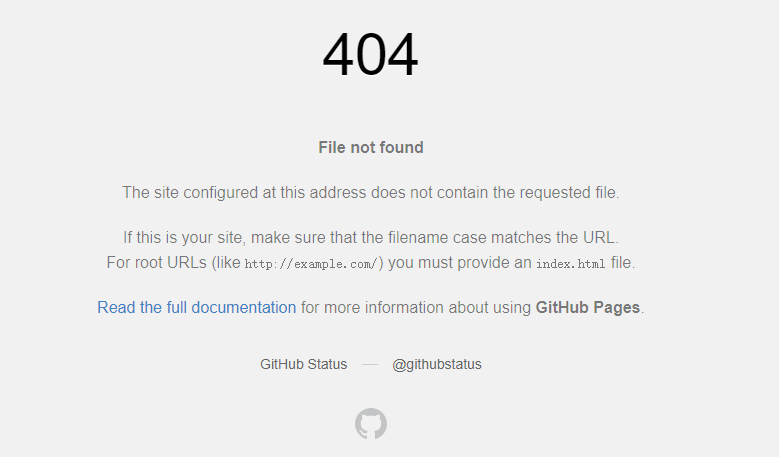 404
File not found
The site configured at this address does not contain the requested file.
If this is your site, make sure that the filename case matches the URL.
For root URLs (like http://example.com/) you must provide an index.html file.
Read the full documentation for more information about using GitHub Pages.
GitHub Status — @githubstatus